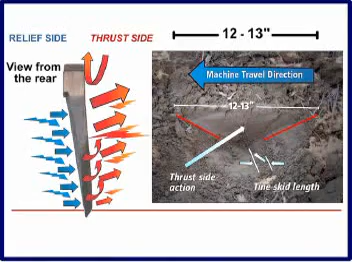 12 - 13"
RELIEF SIDE
THRUST SIDE
View from
the rear
Machine Travel Direction
12-13"
Thrust side
action
Tine skid length